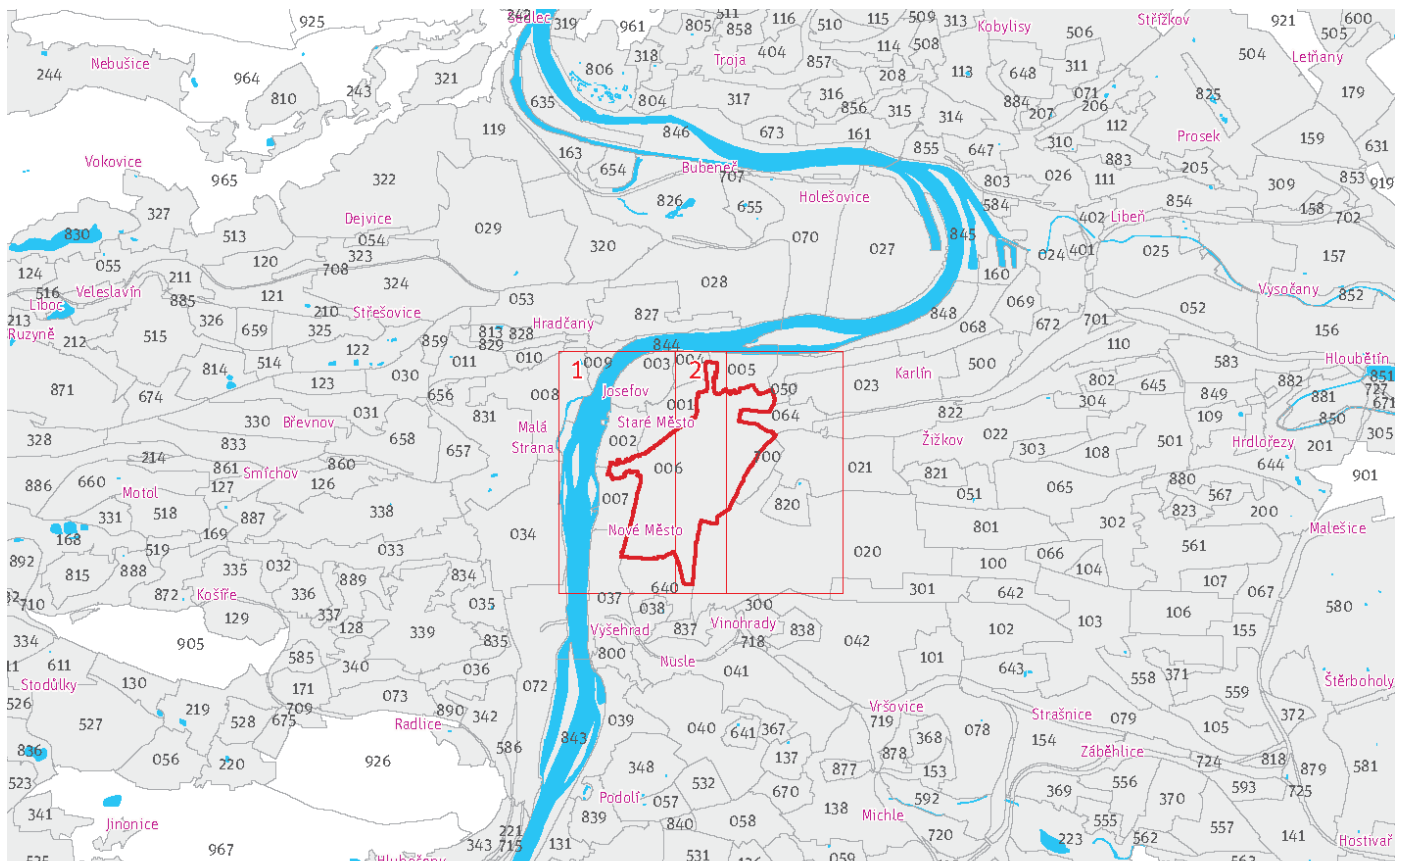 242 Sedlec 319 961 511 116 115 509 313 Střížkov 921 600
925 805 858 510 Kobylisy 506 505
Nebušice 318 Troja 404 857 114 508 504 Letňany
244 964 321 806 208 113 648 311 179
810 243 635 804 317 316 856 315 314 884 207 071 206 825
119 846 673 161 112 Prosek 159 631
Vokovice 163 654 Bubeneč 707 855 647 310 883 205 853 919
965 322 826 655 Holešovice 803 026 111 309
327 Dejvice 584 402 Libeň 854 158 702
830 513 054 029 320 070 027 845 024 401 025 157
124 055 211 120 323 708 324 028 160 Vysočany 852
516 Veleslavín 885 121 053 069
Liboc 210 Střešovice 827 848 052
213 326 659 325 Hradčany 068 672 701 156
Ruzyně 212 515 859 813 828 829 844 110
814 514 122 011 010 009 003 004 005 500 583 Hloubětín
871 674 123 030 656 008 1 2 050 023 Karlín 802 645 849 882 851
881 727 671
330 Břevnov 031 831 Josefov 001 064 822 304 109 850
328 833 658 657 Malá Strana 002 Staré Město Žižkov 022 303 108 501 Hrdlořezy 201 305
214 861 Smíchov 860 006 700 021 821 644 901
886 660 Motol 127 126 007 820 051 065 880 567
331 518 887 338 Nové Město 801 302 823 200 Malešice
168 169 034
892 519 033 020 066 561
815 888 335 032 889 834 100 104 107
710 872 Košíře 336 035 640 301 642 067 580
129 337 128 037 038 300 106
334 905 339 835 Vyšehrad 837 Vinohrady 838 042 102 103 155
611 585 340 036 800 718 101
Stodůlky 130 171 Nusle 041 643 558 371 Štěrboholy
526 219 709 073 072 559
527 528 675 890 342 Vršovice Strašnice 079 372
836 Radlice 586 843 039 040 641 367 719 368 078 154 105
056 220 926 878 Záběhlice 724 818
523 348 532 137 877 153 879 581
341 Podolí 057 670 369 556 593 725
Jinonice 839 840 058 138 592 370
221 Michle 720 555 557 141
967 343 715 131 223 562 Hostivař
531 059